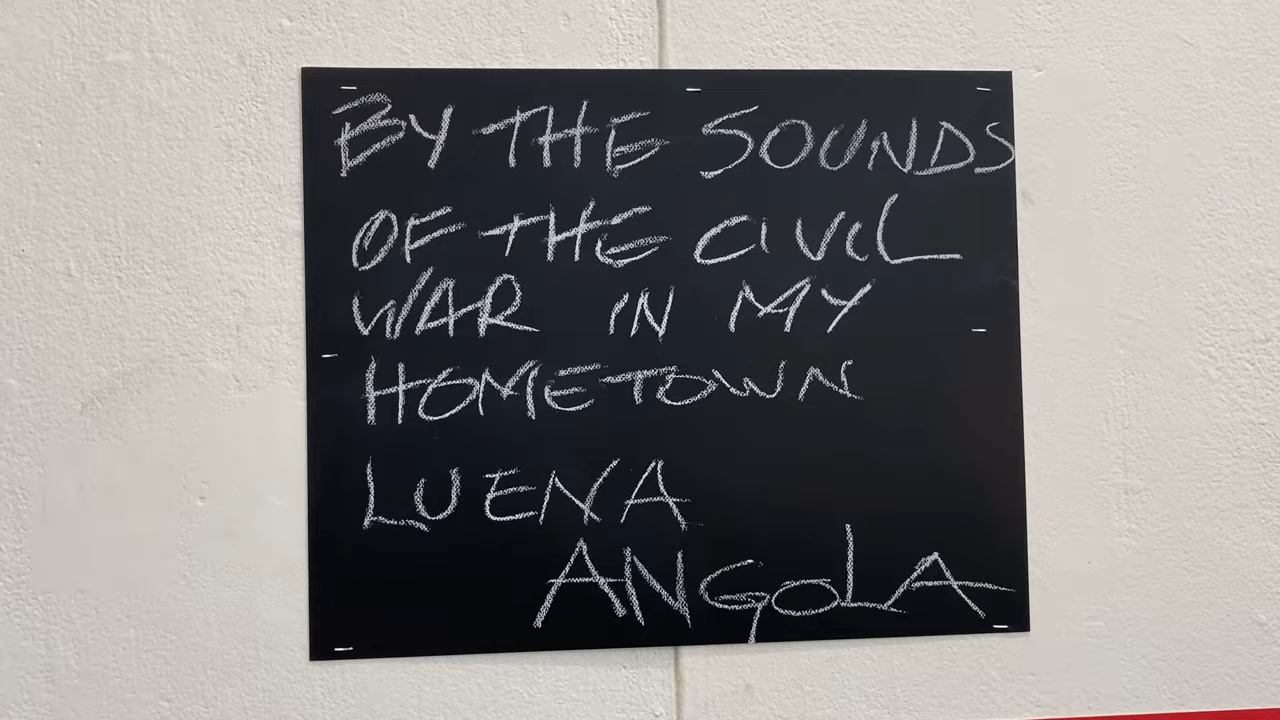 BY THE SOUNDS
OF THE CIVIL
WAR IN MY
HOMETOWN
LUENA
ANGOLA